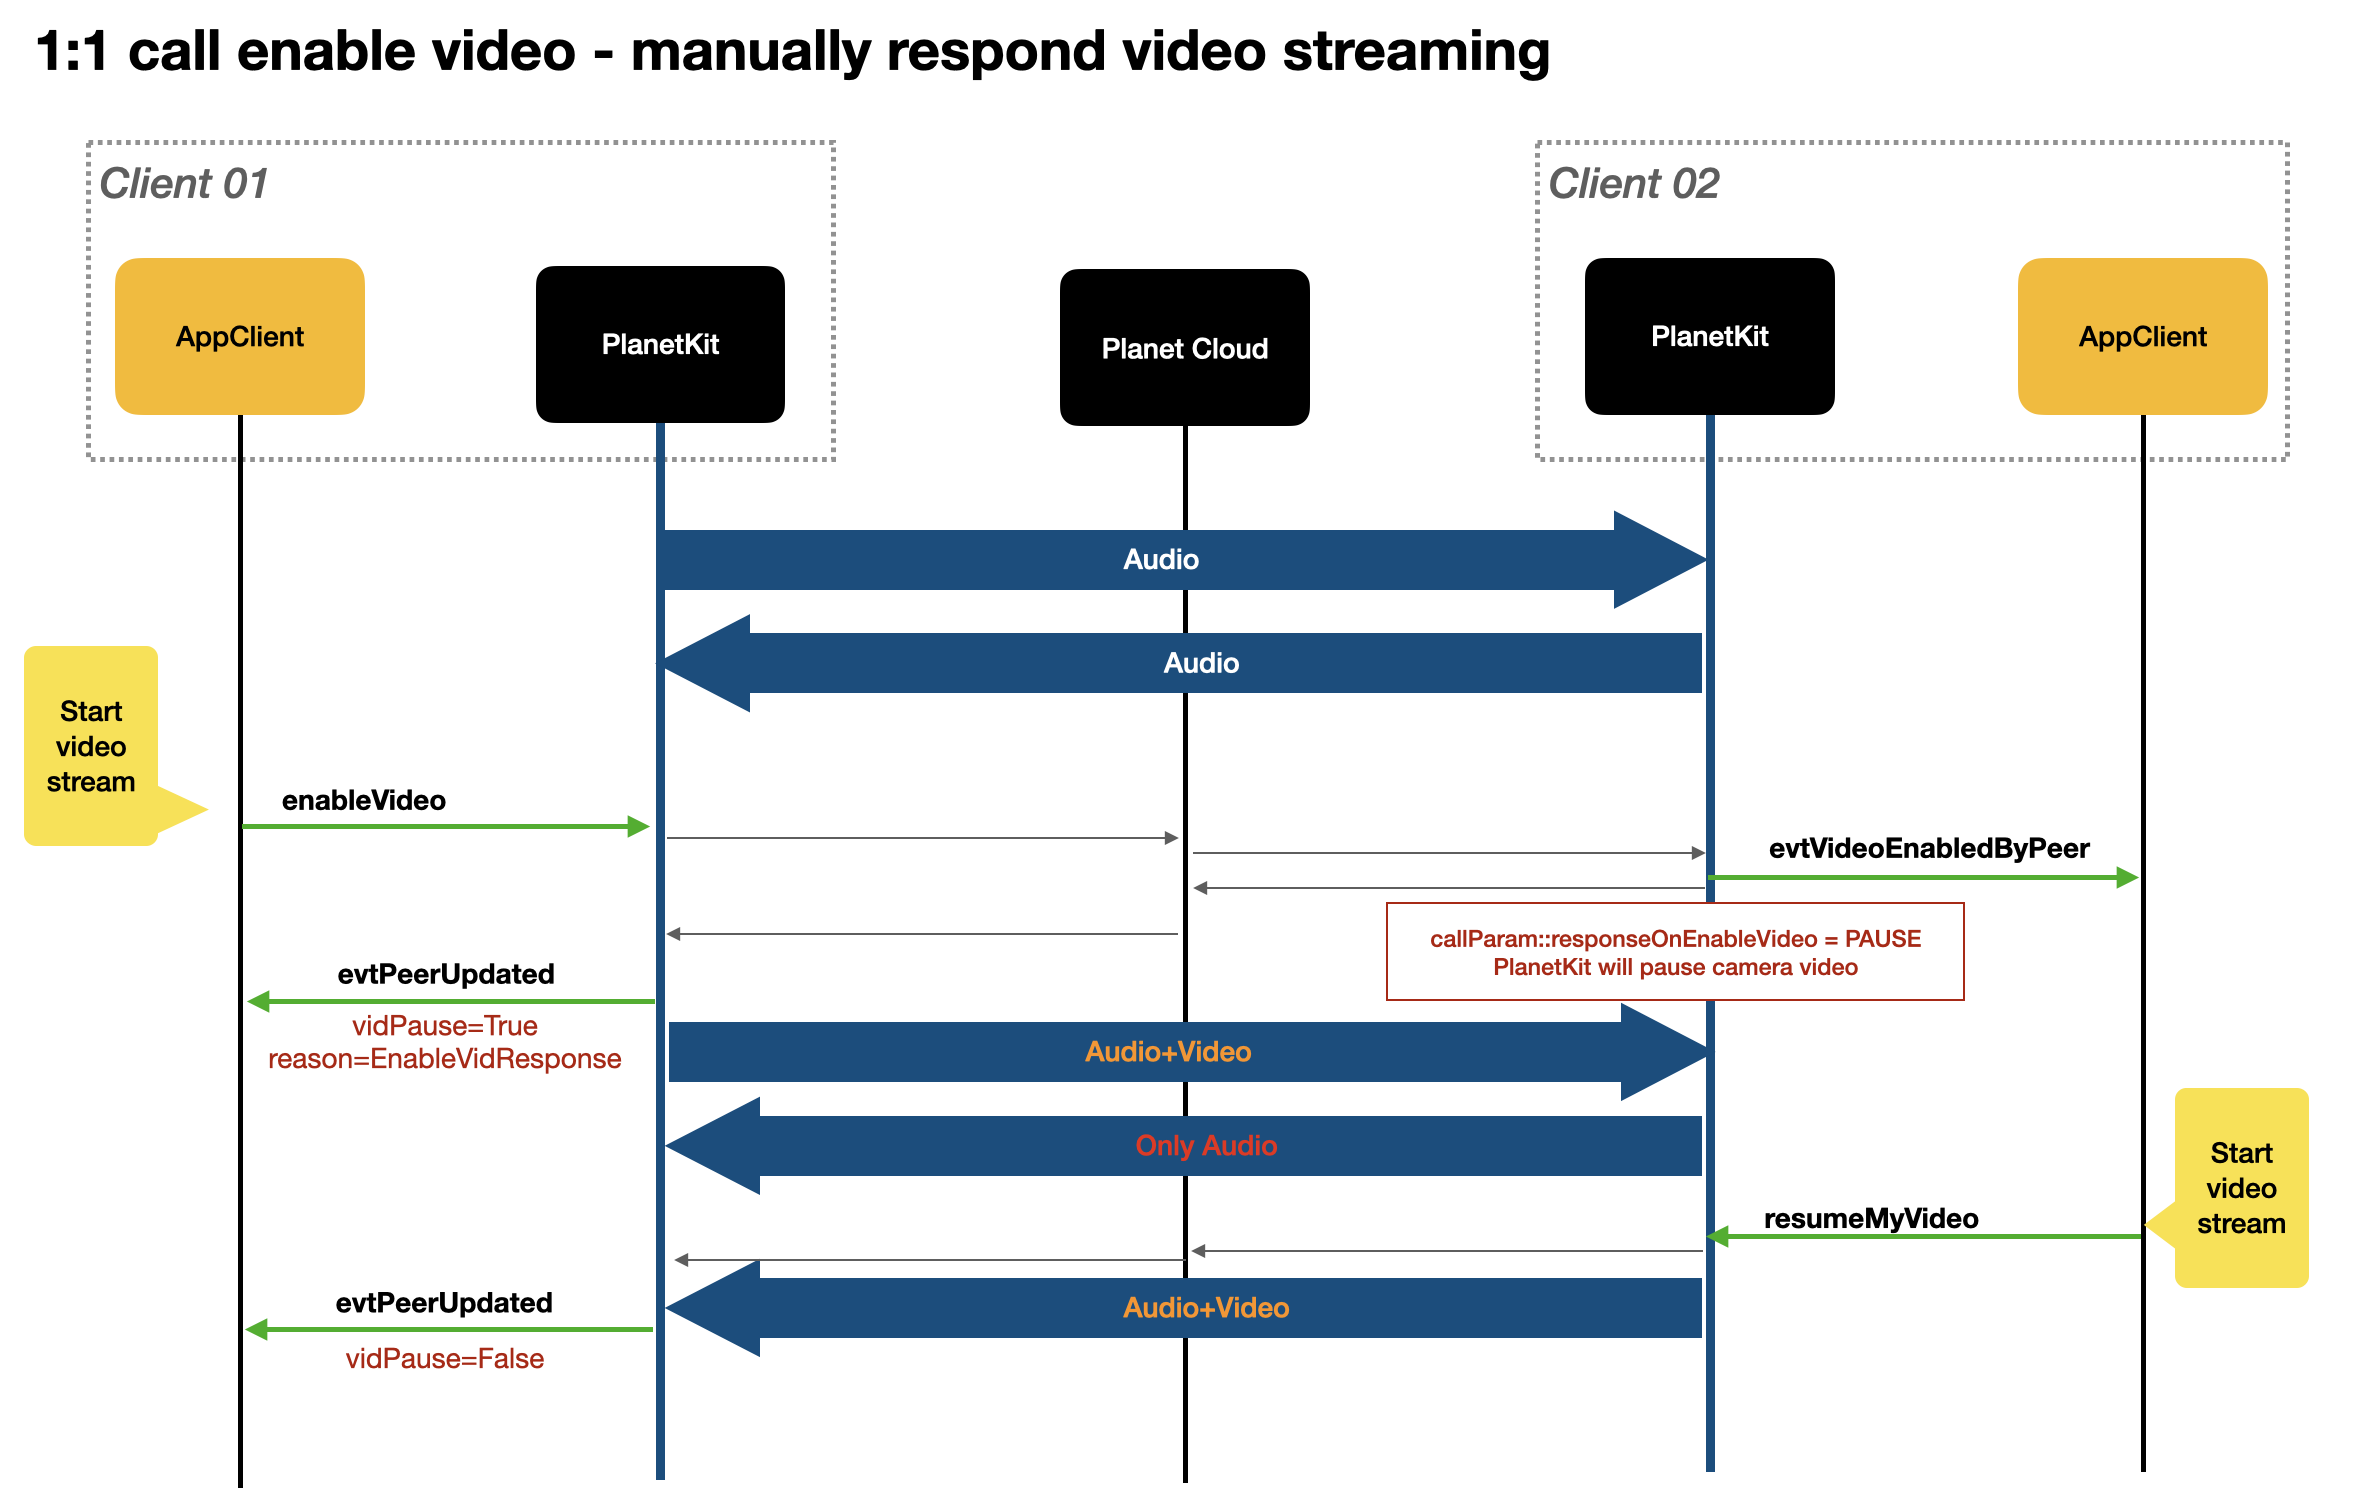 1:1 call enable video - manually respond video streaming
Client 01
Client 02
AppClient
PlanetKit
Planet Cloud
PlanetKit
AppClient
Audio
Audio
Start
video
stream
enableVideo
evtVideoEnabledByPeer
callParam::responseOnEnableVideo = PAUSE
PlanetKit will pause camera video
evtPeerUpdated
vidPause=True
reason=EnableVidResponse
Audio+Video
Only Audio
Start
video
stream
resumeMyVideo
evtPeerUpdated
Audio+Video
vidPause=False